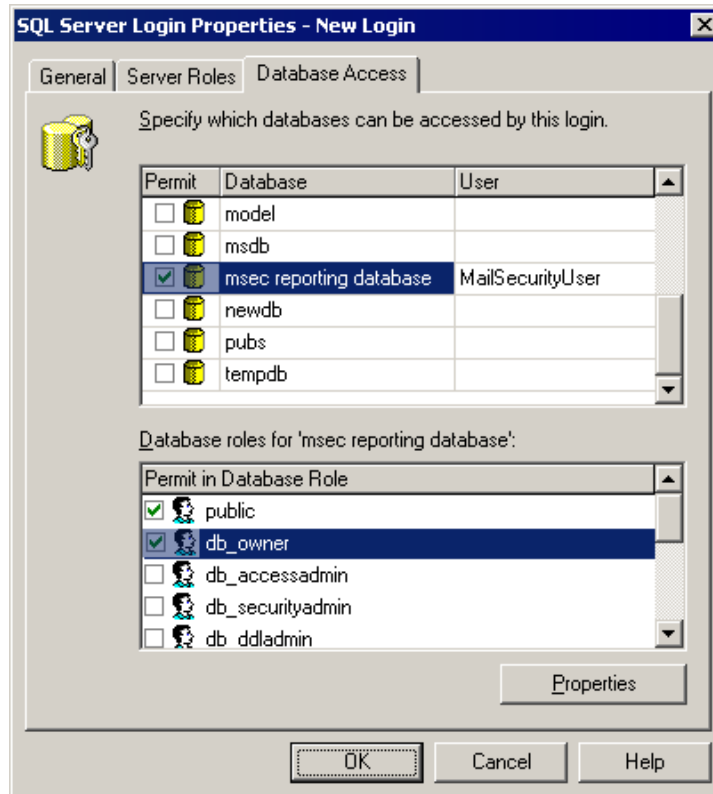 SQL Server Login Properties - New Login
General Server Roles Database Access
Specify which databases can be accessed by this login.
Permit Database User
model
msdb
msec reporting database MailSecurityUser
newdb
pubs
tempdb
Database roles for 'msec reporting database':
Permit in Database Role
public
db_owner
db_accessadmin
db_securityadmin
db_ddladmin
Properties
OK Cancel Help